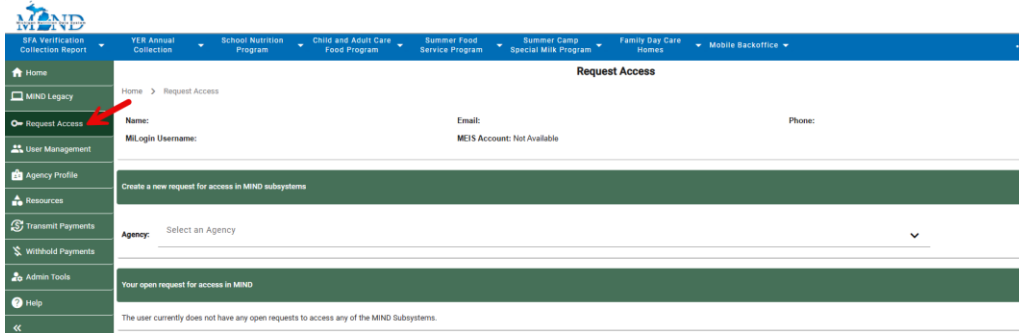 MIND
SFA Verification Collection Report
YER Annual Collection
School Nutrition Program
Child and Adult Care Food Program
Summer Food Service Program
Summer Camp Special Milk Program
Family Day Care Homes
Mobile Backoffice
Home
MIND Legacy
Request Access
User Management
Agency Profile
Resources
Transmit Payments
Withhold Payments
Admin Tools
Help
Request Access
Home > Request Access
Name: Email: Phone:
MiLogin Username: MEIS Account: Not Available
Create a new request for access in MIND subsystems
Agency: Select an Agency
Your open request for access in MIND
The user currently does not have any open requests to access any of the MIND Subsystems.